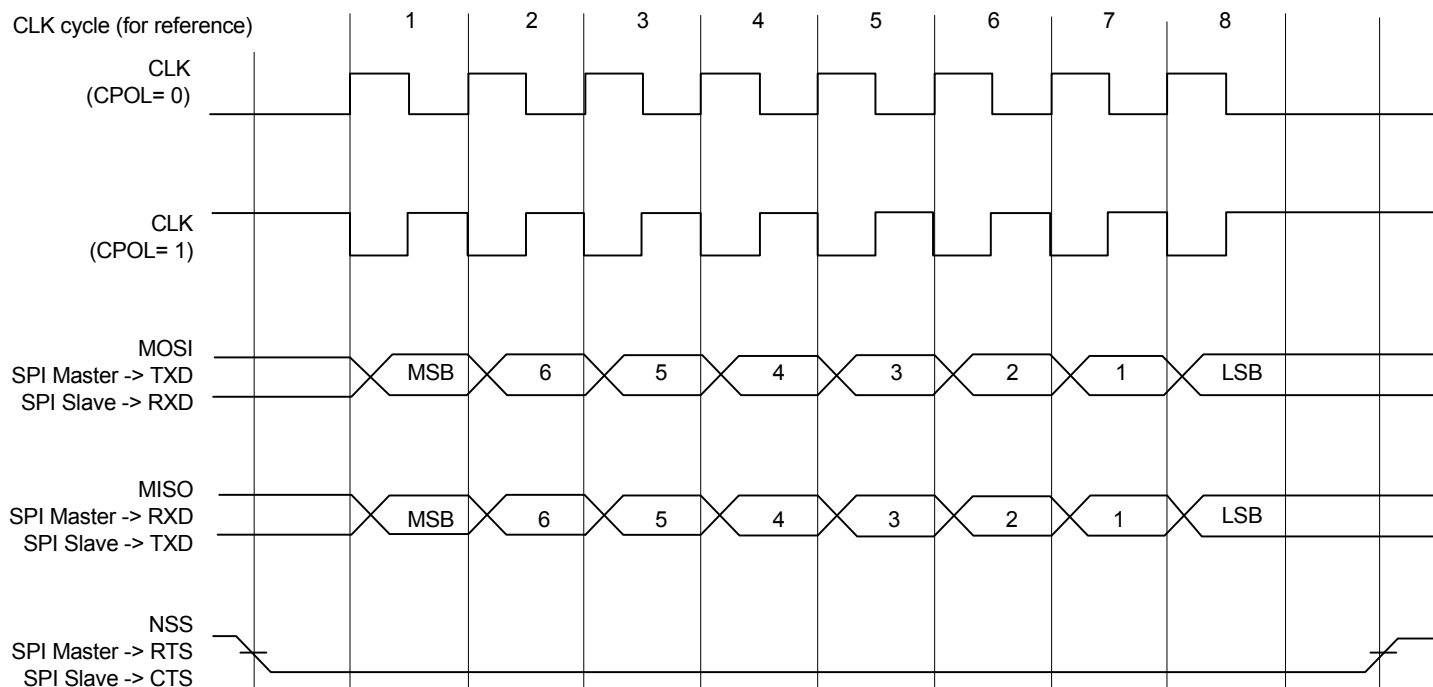 CLK cycle (for reference) 1 2 3 4 5 6 7 8
CLK
(CPOL= 0)
CLK
(CPOL= 1)
MOSI
SPI Master -> TXD MSB 6 5 4 3 2 1 LSB
SPI Slave -> RXD
MISO
SPI Master -> RXD MSB 6 5 4 3 2 1 LSB
SPI Slave -> TXD
NSS
SPI Master -> RTS
SPI Slave -> CTS